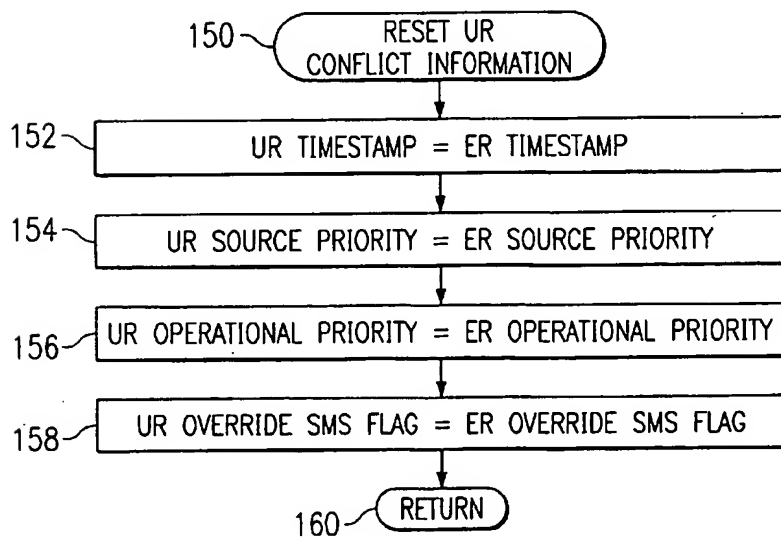 150
RESET UR
CONFLICT INFORMATION
152
UR TIMESTAMP = ER TIMESTAMP
154
UR SOURCE PRIORITY = ER SOURCE PRIORITY
156
UR OPERATIONAL PRIORITY = ER OPERATIONAL PRIORITY
158
UR OVERRIDE SMS FLAG = ER OVERRIDE SMS FLAG
160
RETURN